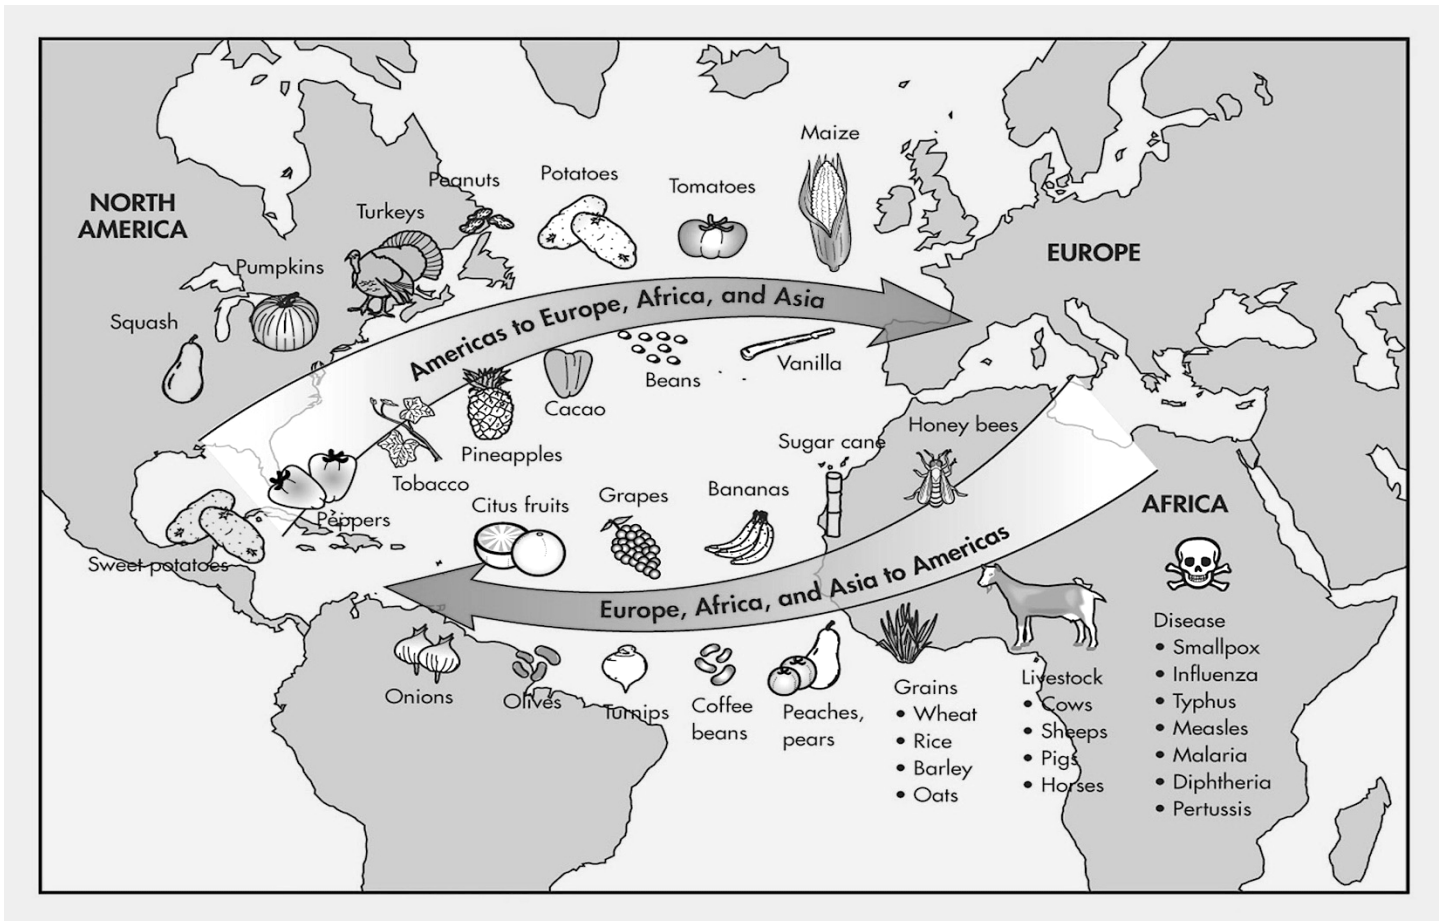 Maize
Peanuts
Potatoes
Tomatoes
NORTH
AMERICA
Turkeys
EUROPE
Pumpkins
Squash
Americas to Europe, Africa, and Asia
Beans
Vanilla
Cacao
Pineapples
Tobacco
Peppers
Sweet potatoes
Sugar cane
Honey bees
Citus fruits
Grapes
Bananas
AFRICA
Europe, Africa, and Asia to Americas
Onions
Olives
Turnips
Coffee
beans
Peaches,
pears
Grains
• Wheat
• Rice
• Barley
• Oats
Livestock
• Cows
• Sheeps
• Pigs
• Horses
Disease
• Smallpox
• Influenza
• Typhus
• Measles
• Malaria
• Diphtheria
• Pertussis